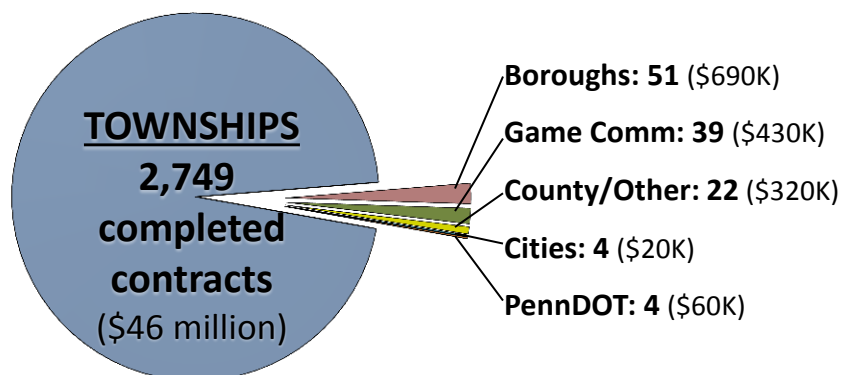 TOWNSHIPS
2,749
completed
contracts
($46 million)
Boroughs: 51 ($690K)
Game Comm: 39 ($430K)
County/Other: 22 ($320K)
Cities: 4 ($20K)
PennDOT: 4 ($60K)